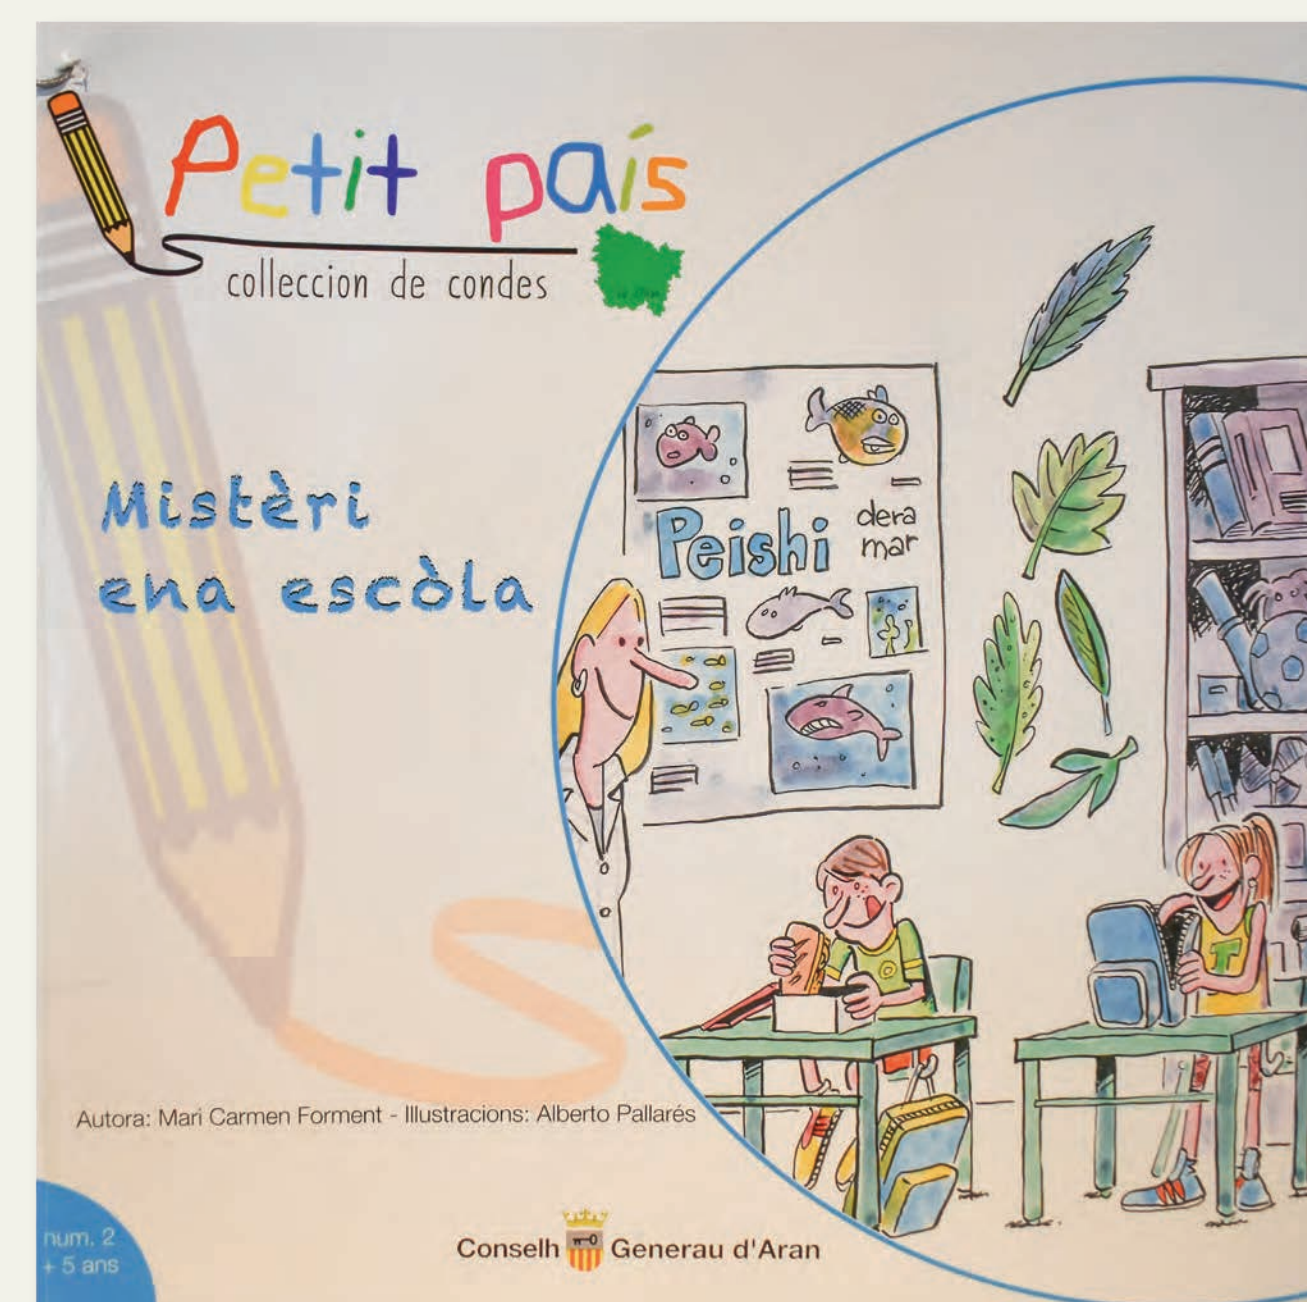 Petit país
colleccion de condes
Mistèri
ena escòla
Peishi
dera
mar
T
Autora: Mari Carmen Forment - Illustracions: Alberto Pallarés
num. 2
+ 5 ans
Conselh Generau d'Aran